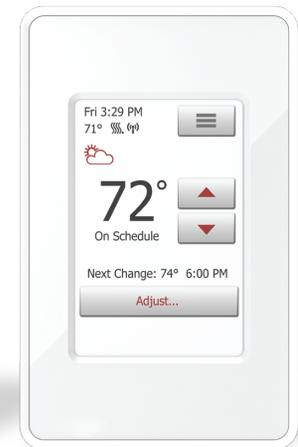 Fri 3:29 PM
71°
72°
On Schedule
Next Change: 74° 6:00 PM
Adjust...